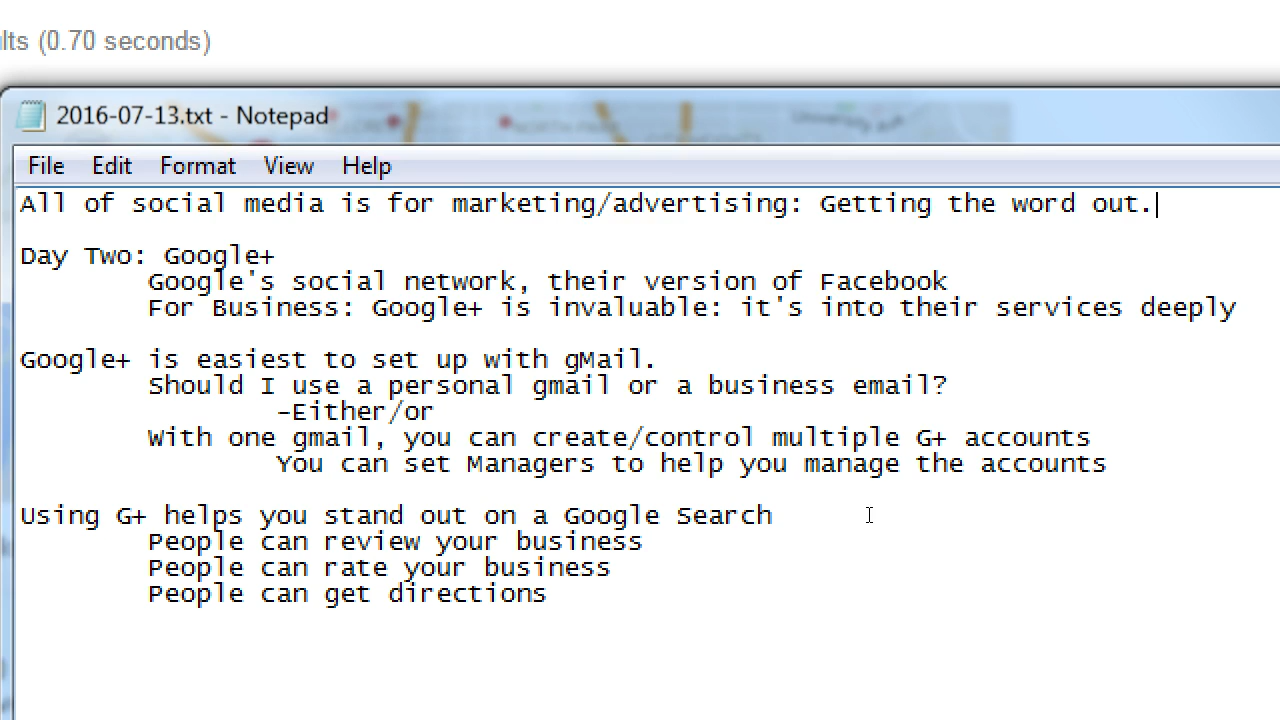 lts (0.70 seconds)
2016-07-13.txt - Notepad
File Edit Format View Help
All of social media is for marketing/advertising: Getting the word out.
Day Two: Google+
Google's social network, their version of Facebook
For Business: Google+ is invaluable: it's into their services deeply
Google+ is easiest to set up with gMail.
Should I use a personal gmail or a business email?
-Either/or
With one gmail, you can create/control multiple G+ accounts
You can set Managers to help you manage the accounts
Using G+ helps you stand out on a Google Search
People can review your business
People can rate your business
People can get directions